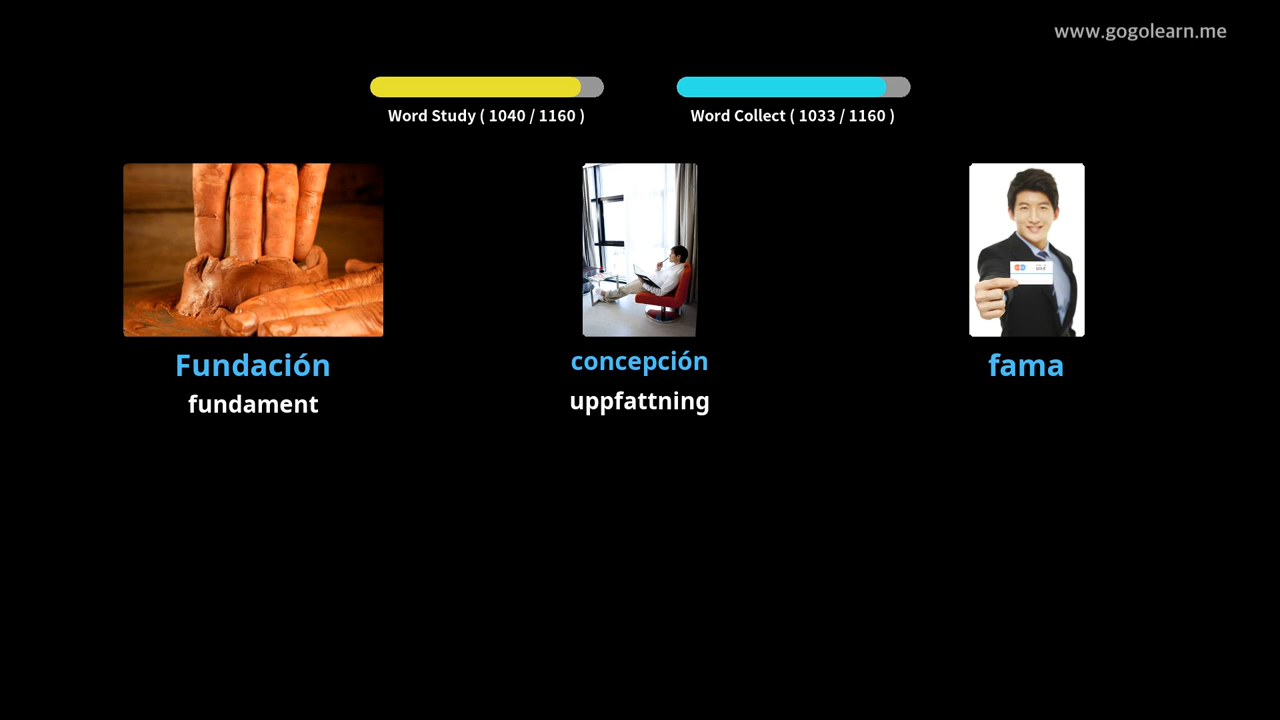 www.gogolearn.me
Word Study ( 1040 / 1160 )
Word Collect ( 1033 / 1160 )
Fundación
fundament
concepción
uppfattning
fama